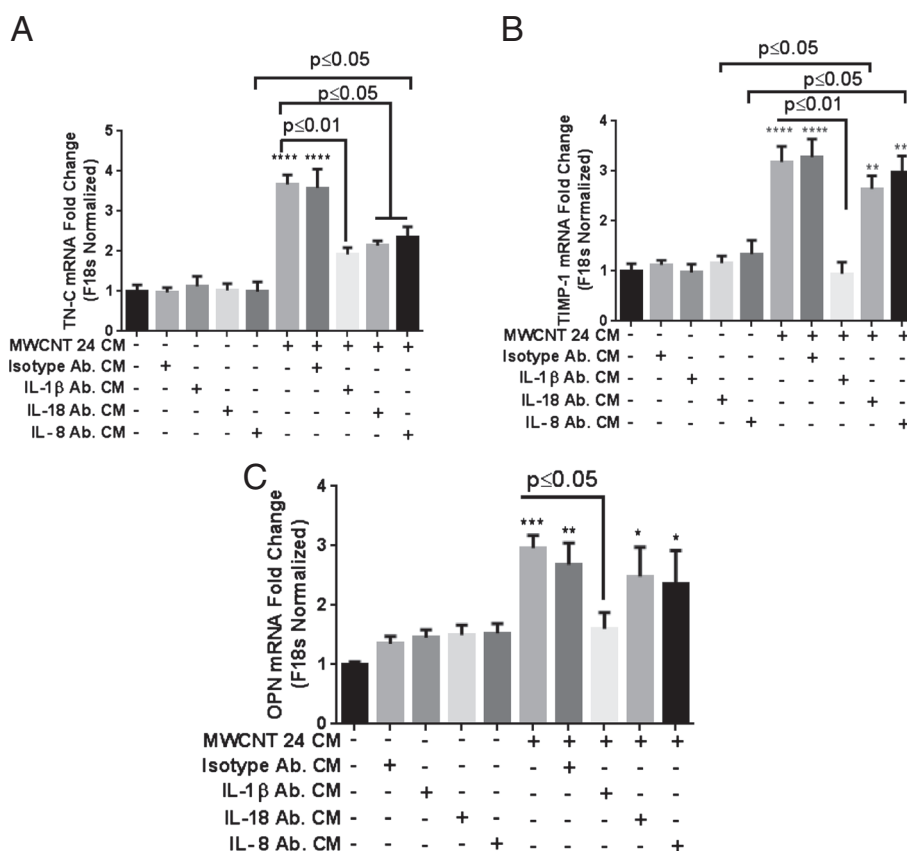 A
p≤0.05
p≤0.05
p≤0.01
**** ****
TN-C mRNA Fold Change
(F18s Normalized)
5
4
3
2
1
0
MWCNT 24 CM - - - - - + + + + +
Isotype Ab. CM - + - - - - + - - -
IL-1β Ab. CM - - + - - - - + - -
IL-18 Ab. CM - - - + - - - - + -
IL-8 Ab. CM - - - - + - - - - +
B
p≤0.05
p≤0.05
p≤0.01
**** **** ** **
TIMP-1 mRNA Fold Change
(F18s Normalized)
4
3
2
1
0
MWCNT 24 CM - - - - - + + + + +
Isotype Ab. CM - + - - - - + - - -
IL-1β Ab. CM - - + - - - - + - -
IL-18 Ab. CM - - - + - - - - + -
IL-8 Ab. CM - - - - + - - - - +
C
p≤0.05
*** ** * *
OPN mRNA Fold Change
(F18s Normalized)
4
3
2
1
0
MWCNT 24 CM - - - - - + + + + +
Isotype Ab. CM - + - - - - + - - -
IL-1β Ab. CM - - + - - - - + - -
IL-18 Ab. CM - - - + - - - - + -
IL-8 Ab. CM - - - - + - - - - +